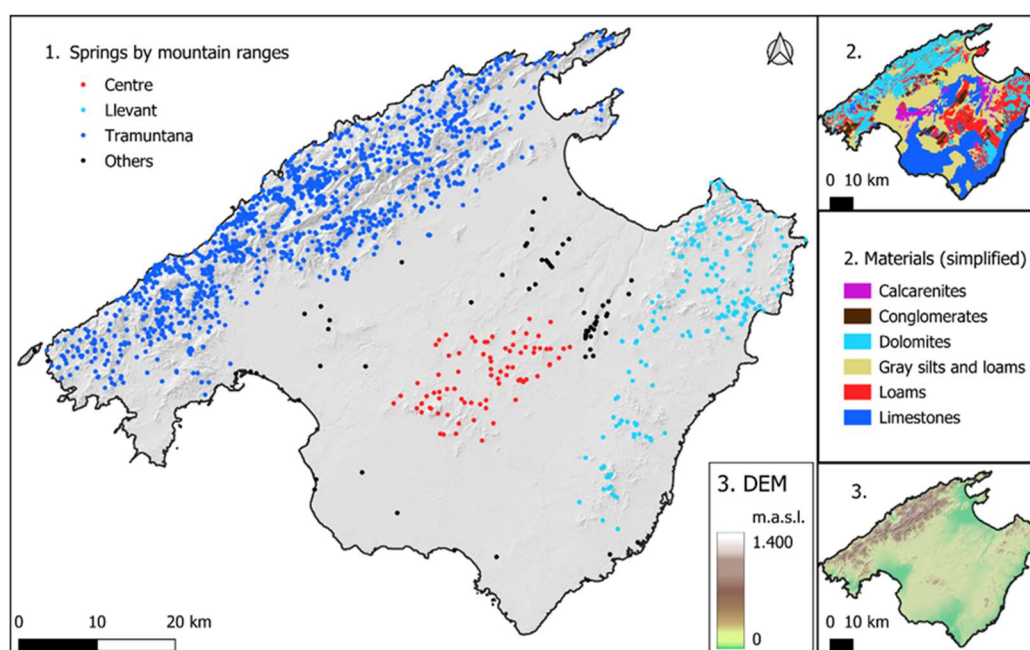 1. Springs by mountain ranges
Centre
Llevant
Tramuntana
Others
0 10 20 km
3. DEM
m.a.s.l.
1.400
0
2.
0 10 km
2. Materials (simplified)
Calcarenites
Conglomerates
Dolomites
Gray silts and loams
Loams
Limestones
3.
0 10 km